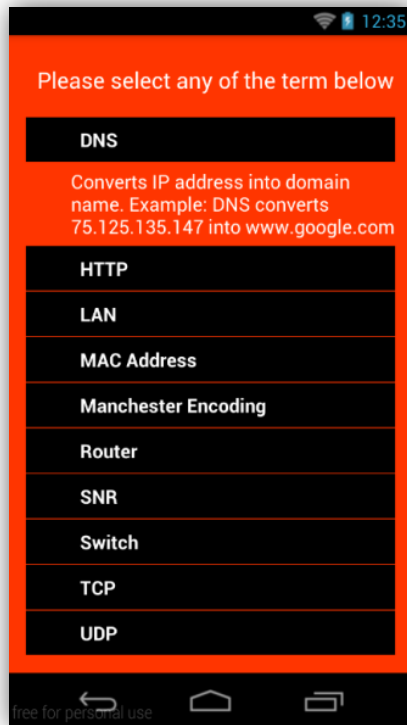 12:35
Please select any of the term below
DNS
Converts IP address into domain
name. Example: DNS converts
75.125.135.147 into www.google.com
HTTP
LAN
MAC Address
Manchester Encoding
Router
SNR
Switch
TCP
UDP
free for personal use